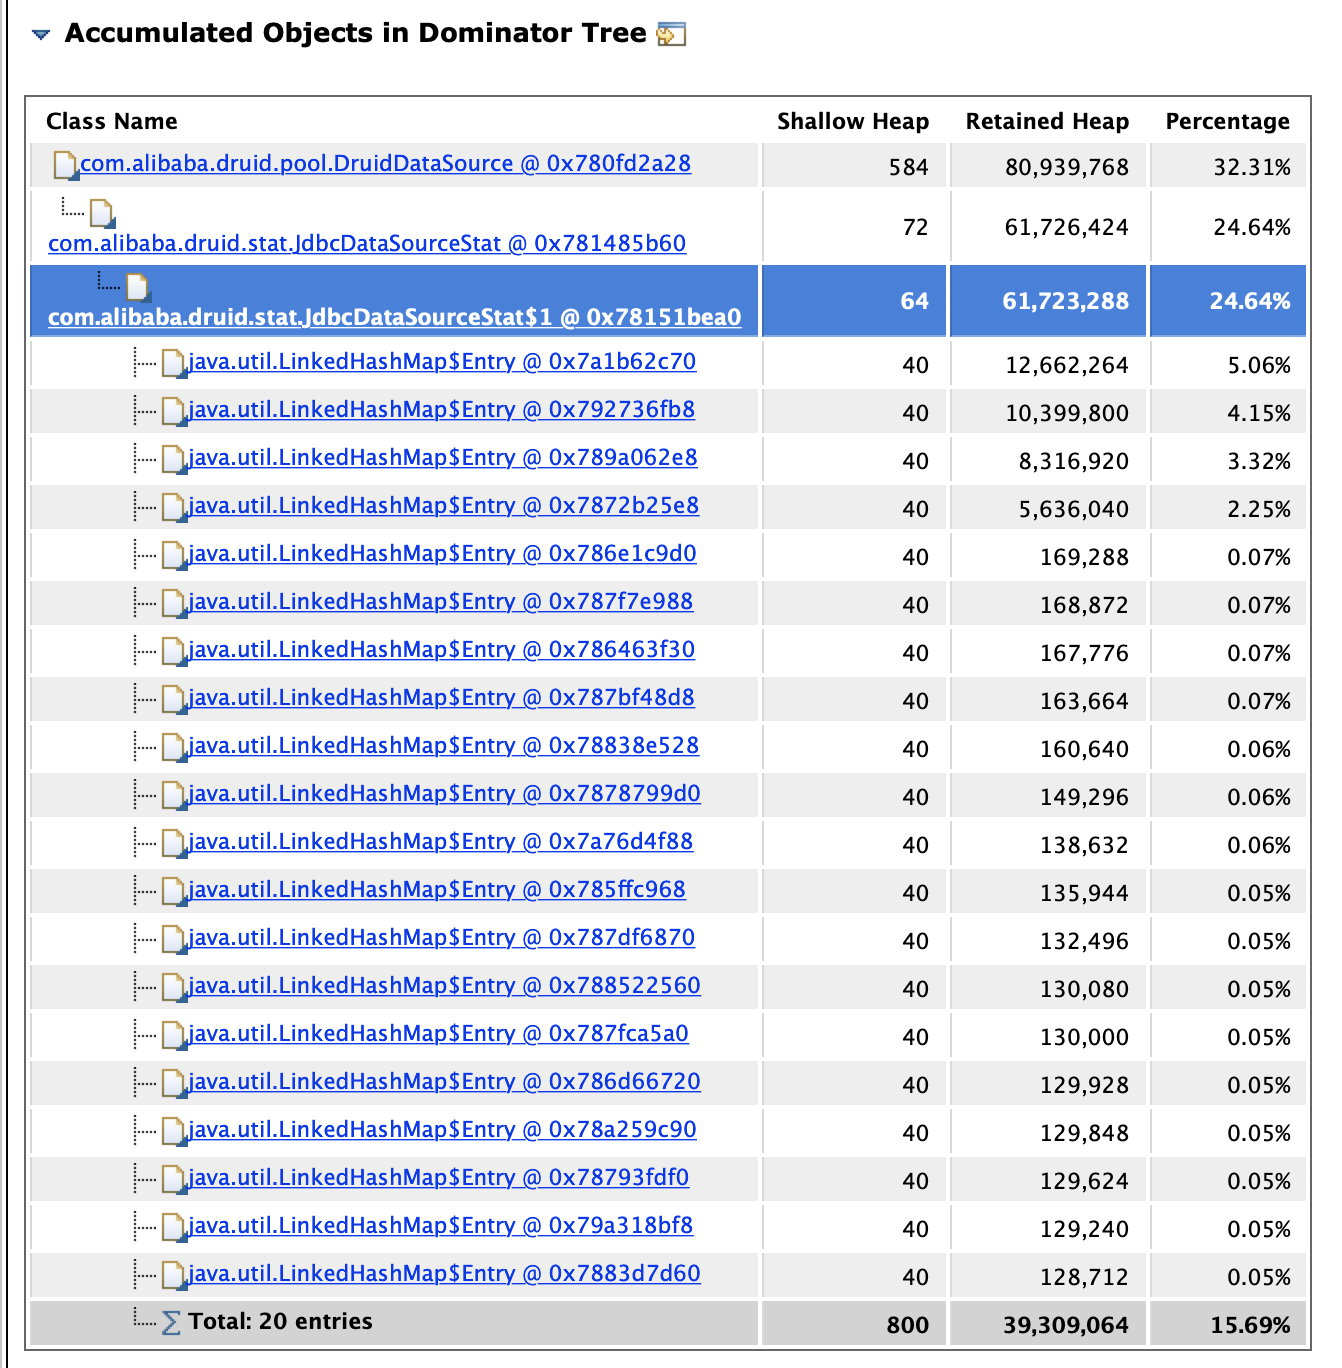 Accumulated Objects in Dominator Tree
Class Name Shallow Heap Retained Heap Percentage
com.alibaba.druid.pool.DruidDataSource @ 0x780fd2a28 584 80,939,768 32.31%
com.alibaba.druid.stat.JdbcDataSourceStat @ 0x781485b60 72 61,726,424 24.64%
com.alibaba.druid.stat.JdbcDataSourceStat$1 @ 0x78151bea0 64 61,723,288 24.64%
java.util.LinkedHashMap$Entry @ 0x7a1b62c70 40 12,662,264 5.06%
java.util.LinkedHashMap$Entry @ 0x792736fb8 40 10,399,800 4.15%
java.util.LinkedHashMap$Entry @ 0x789a062e8 40 8,316,920 3.32%
java.util.LinkedHashMap$Entry @ 0x7872b25e8 40 5,636,040 2.25%
java.util.LinkedHashMap$Entry @ 0x786e1c9d0 40 169,288 0.07%
java.util.LinkedHashMap$Entry @ 0x787f7e988 40 168,872 0.07%
java.util.LinkedHashMap$Entry @ 0x786463f30 40 167,776 0.07%
java.util.LinkedHashMap$Entry @ 0x787bf48d8 40 163,664 0.07%
java.util.LinkedHashMap$Entry @ 0x78838e528 40 160,640 0.06%
java.util.LinkedHashMap$Entry @ 0x7878799d0 40 149,296 0.06%
java.util.LinkedHashMap$Entry @ 0x7a76d4f88 40 138,632 0.06%
java.util.LinkedHashMap$Entry @ 0x785ffc968 40 135,944 0.05%
java.util.LinkedHashMap$Entry @ 0x787df6870 40 132,496 0.05%
java.util.LinkedHashMap$Entry @ 0x788522560 40 130,080 0.05%
java.util.LinkedHashMap$Entry @ 0x787fca5a0 40 130,000 0.05%
java.util.LinkedHashMap$Entry @ 0x786d66720 40 129,928 0.05%
java.util.LinkedHashMap$Entry @ 0x78a259c90 40 129,848 0.05%
java.util.LinkedHashMap$Entry @ 0x78793fdf0 40 129,624 0.05%
java.util.LinkedHashMap$Entry @ 0x79a318bf8 40 129,240 0.05%
java.util.LinkedHashMap$Entry @ 0x7883d7d60 40 128,712 0.05%
Total: 20 entries 800 39,309,064 15.69%